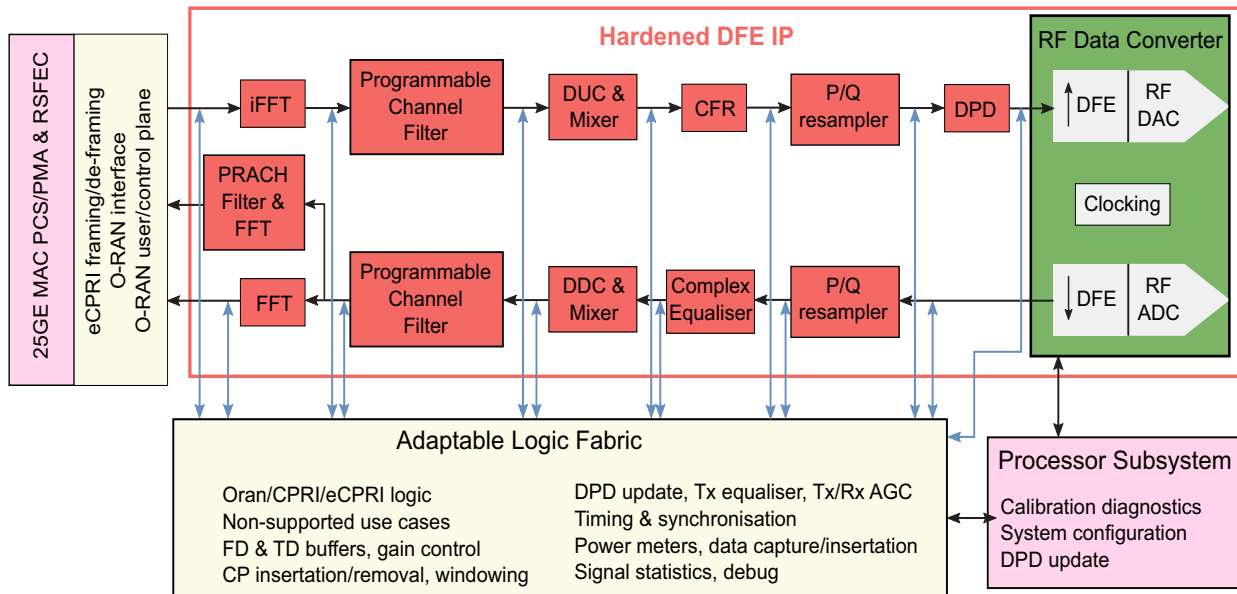 Hardened DFE IP
25GE MAC PCS/PMA & RSFEC
eCPRI framing/de-framing
O-RAN interface
O-RAN user/control plane
iFFT
Programmable
Channel
Filter
DUC &
Mixer
CFR
P/Q
resampler
DPD
RF Data Converter
DFE
RF
DAC
Clocking
PRACH
Filter &
FFT
FFT
Programmable
Channel
Filter
DDC &
Mixer
Complex
Equaliser
P/Q
resampler
DFE
RF
ADC
Adaptable Logic Fabric
Oran/CPRI/eCPRI logic
Non-supported use cases
FD & TD buffers, gain control
CP insertion/removal, windowing
DPD update, Tx equaliser, Tx/Rx AGC
Timing & synchronisation
Power meters, data capture/insertation
Signal statistics, debug
Processor Subsystem
Calibration diagnostics
System configuration
DPD update